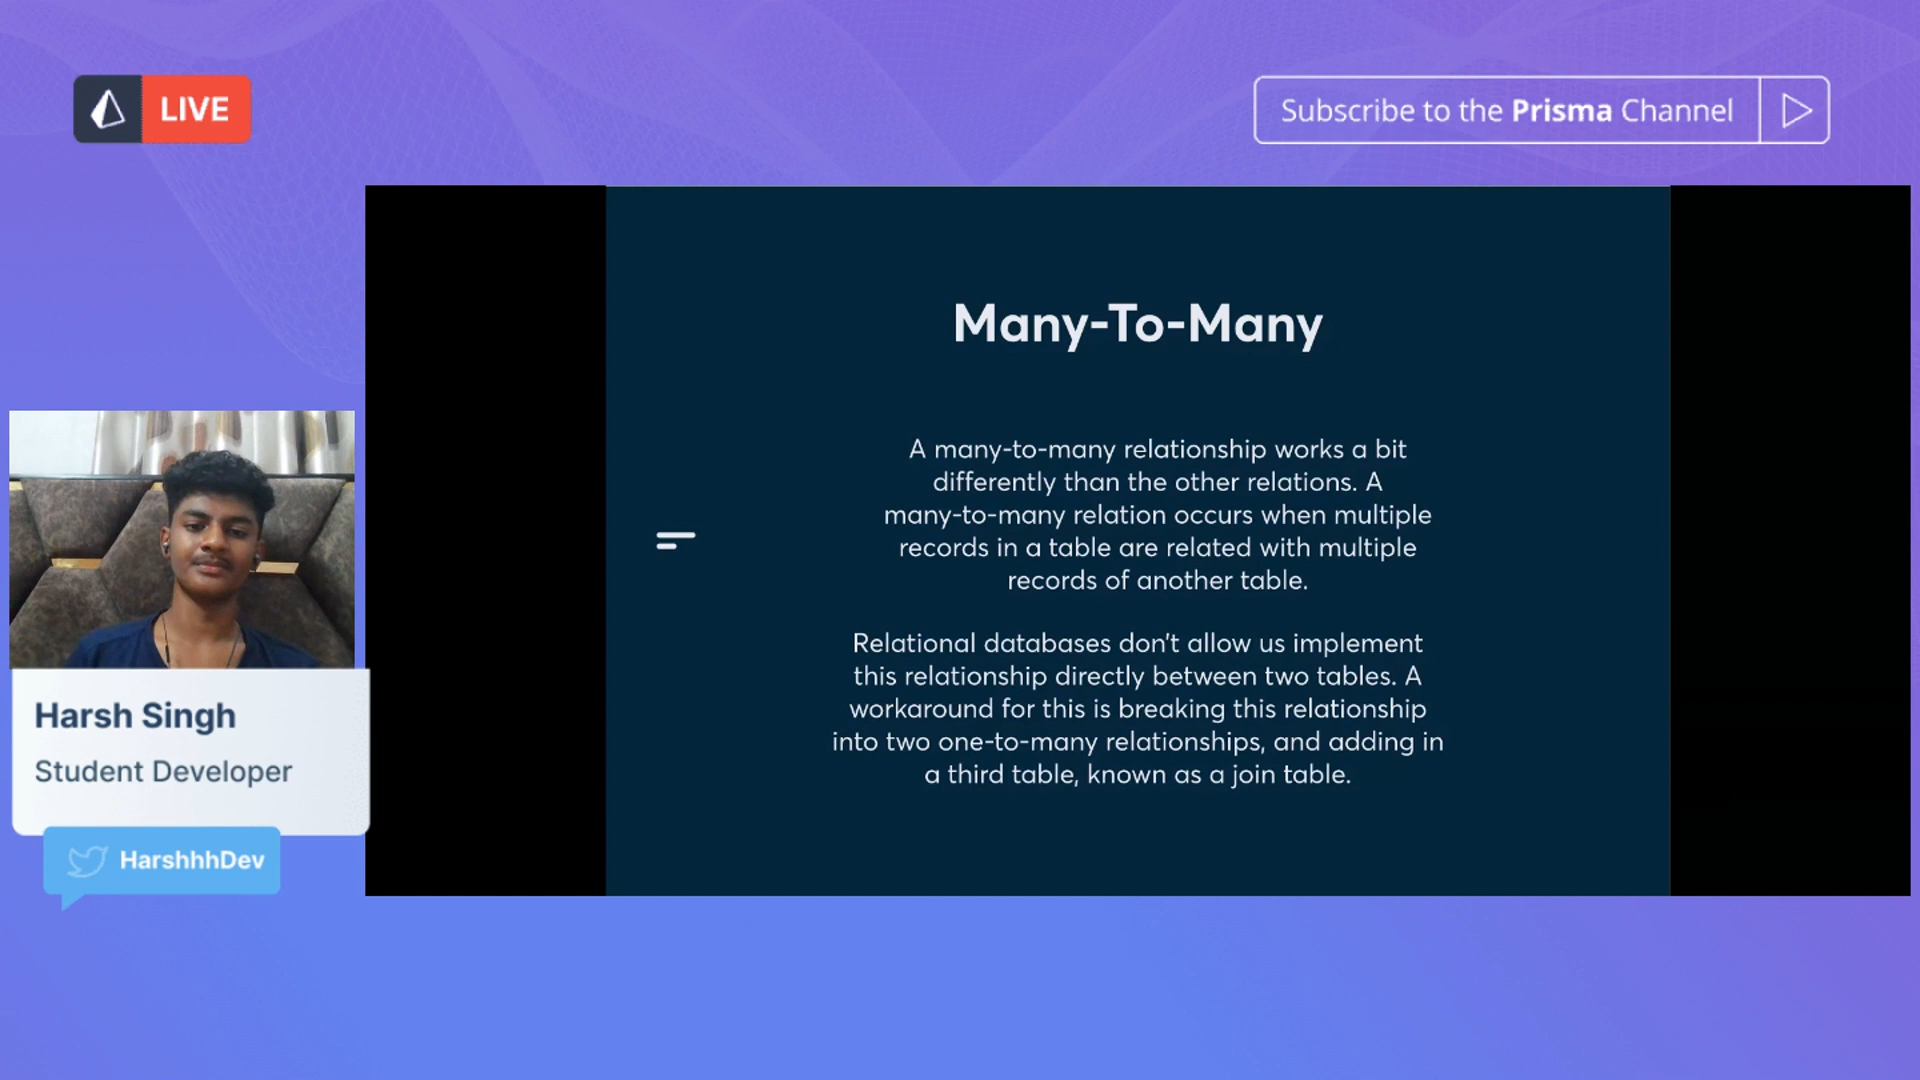 LIVE
Subscribe to the Prisma Channel
Many-To-Many
A many-to-many relationship works a bit
differently than the other relations. A
many-to-many relation occurs when multiple
records in a table are related with multiple
records of another table.
Relational databases don't allow us implement
this relationship directly between two tables. A
workaround for this is breaking this relationship
into two one-to-many relationships, and adding in
a third table, known as a join table.
Harsh Singh
Student Developer
HarshhhDev